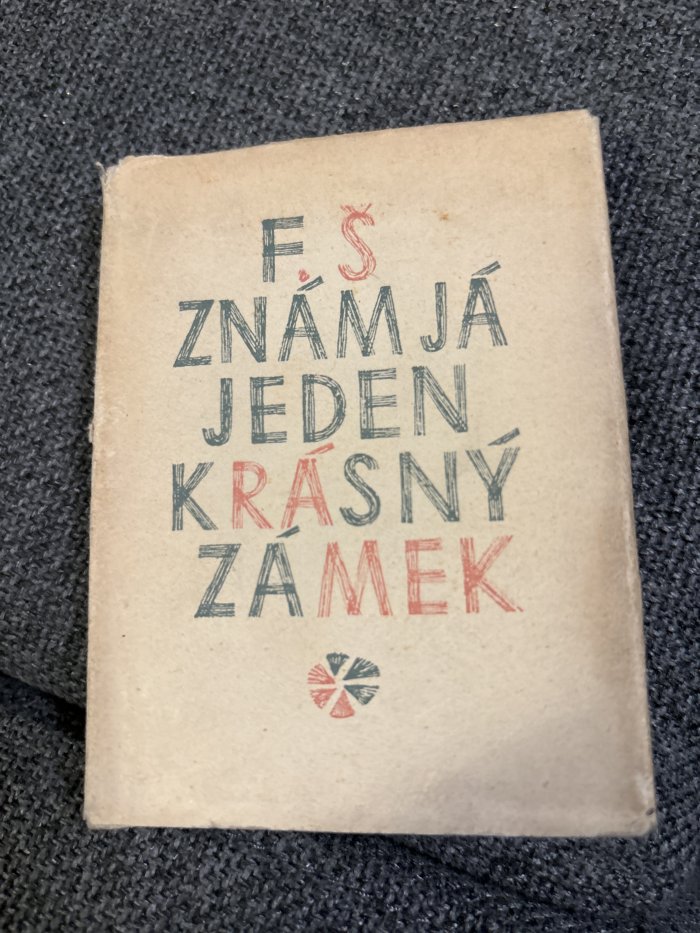 F. Š
ZNÁM JÁ
JEDEN
KRÁSNÝ
ZÁMEK.